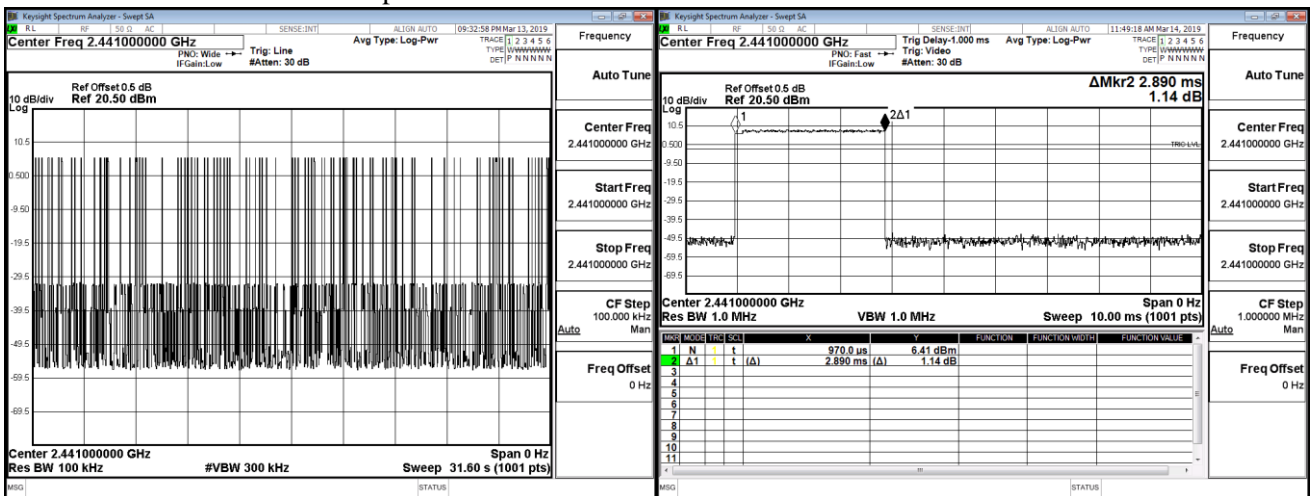 Keysight Spectrum Analyzer - Swept SA
RL RF 50 Ω AC SENSE:INT ALIGN AUTO 09:32:58 PM Mar 13, 2019
Center Freq 2.441000000 GHz
PNO: Wide
IFGain:Low
Trig: Line
#Atten: 30 dB
Avg Type: Log-Pwr
TRACE 1 2 3 4 5 6
TYPE WWWWWW
DET P NNNNN
Ref Offset 0.5 dB
10 dB/div Ref 20.50 dBm
Log
10.5
0.500
-9.50
-19.5
-29.5
-39.5
-49.5
-59.5
-69.5
Center 2.441000000 GHz Span 0 Hz
Res BW 100 kHz #VBW 300 kHz Sweep 31.60 s (1001 pts)
MSG STATUS
Frequency
Auto Tune
Center Freq
2.441000000 GHz
Start Freq
2.441000000 GHz
Stop Freq
2.441000000 GHz
CF Step
100.000 kHz
Auto Man
Freq Offset
0 Hz
Keysight Spectrum Analyzer - Swept SA
RL RF 50 Ω AC SENSE:INT ALIGN AUTO 11:49:18 AM Mar 14, 2019
Center Freq 2.441000000 GHz
PNO: Fast
IFGain:Low
Trig Delay-1.000 ms
Trig: Video
#Atten: 30 dB
Avg Type: Log-Pwr
TRACE 1 2 3 4 5 6
TYPE WWWWWW
DET P NNNNN
ΔMkr2 2.890 ms
1.14 dB
Ref Offset 0.5 dB
10 dB/div Ref 20.50 dBm
Log
1
2Δ1
10.5
0.500
TRIG LVL
-9.50
-19.5
-29.5
-39.5
-49.5
-59.5
-69.5
Center 2.441000000 GHz Span 0 Hz
Res BW 1.0 MHz VBW 1.0 MHz Sweep 10.00 ms (1001 pts)
MKR MODE TRC SCL X Y FUNCTION FUNCTION WIDTH FUNCTION VALUE
1 N 1 t 970.0 µs 6.41 dBm
2 Δ1 1 t (Δ) 2.890 ms (Δ) 1.14 dB
3
4
5
6
7
8
9
10
11
MSG STATUS
Frequency
Auto Tune
Center Freq
2.441000000 GHz
Start Freq
2.441000000 GHz
Stop Freq
2.441000000 GHz
CF Step
1.000000 MHz
Auto Man
Freq Offset
0 Hz